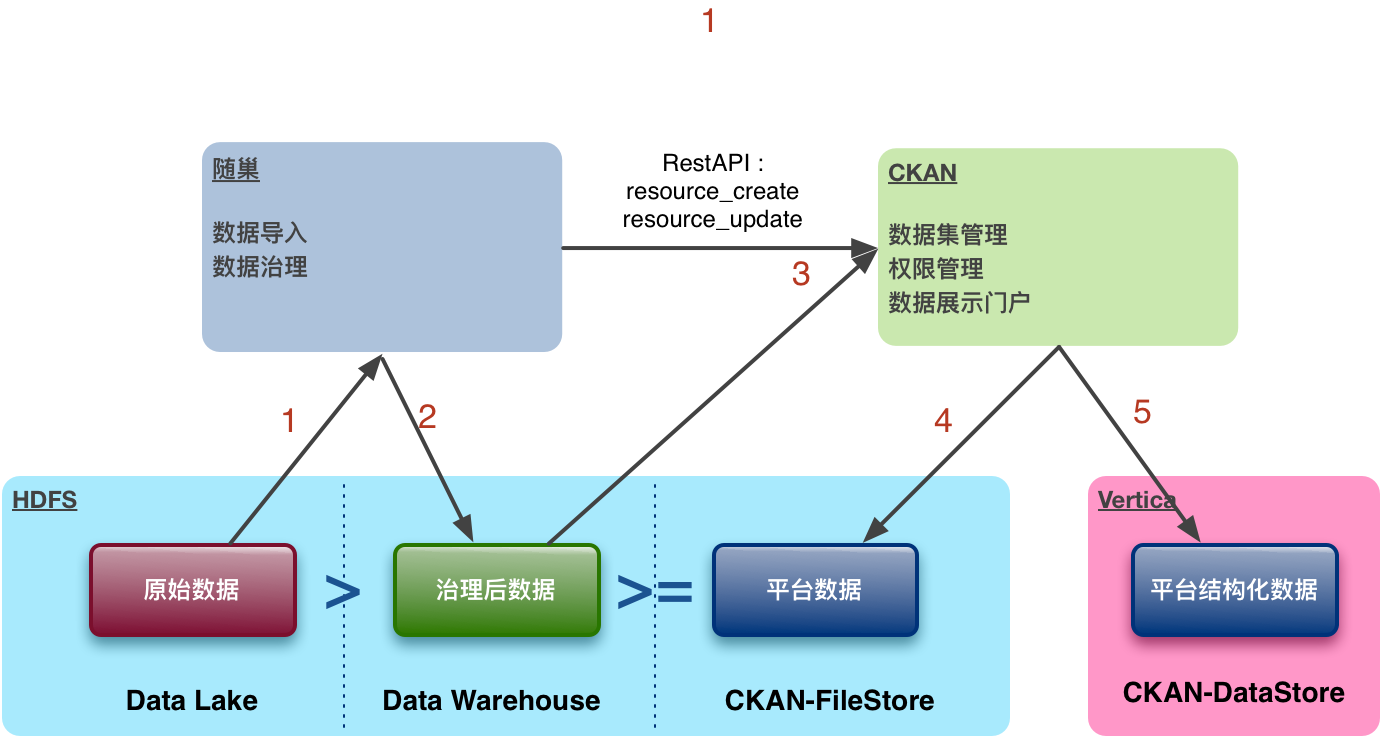 1
随巢
数据导入
数据治理
RestAPI :
resource_create
resource_update
CKAN
数据集管理
权限管理
数据展示门户
3
1
2
4
5
HDFS
原始数据
>
治理后数据
>=
平台数据
Data Lake
Data Warehouse
CKAN-FileStore
Vertica
平台结构化数据
CKAN-DataStore